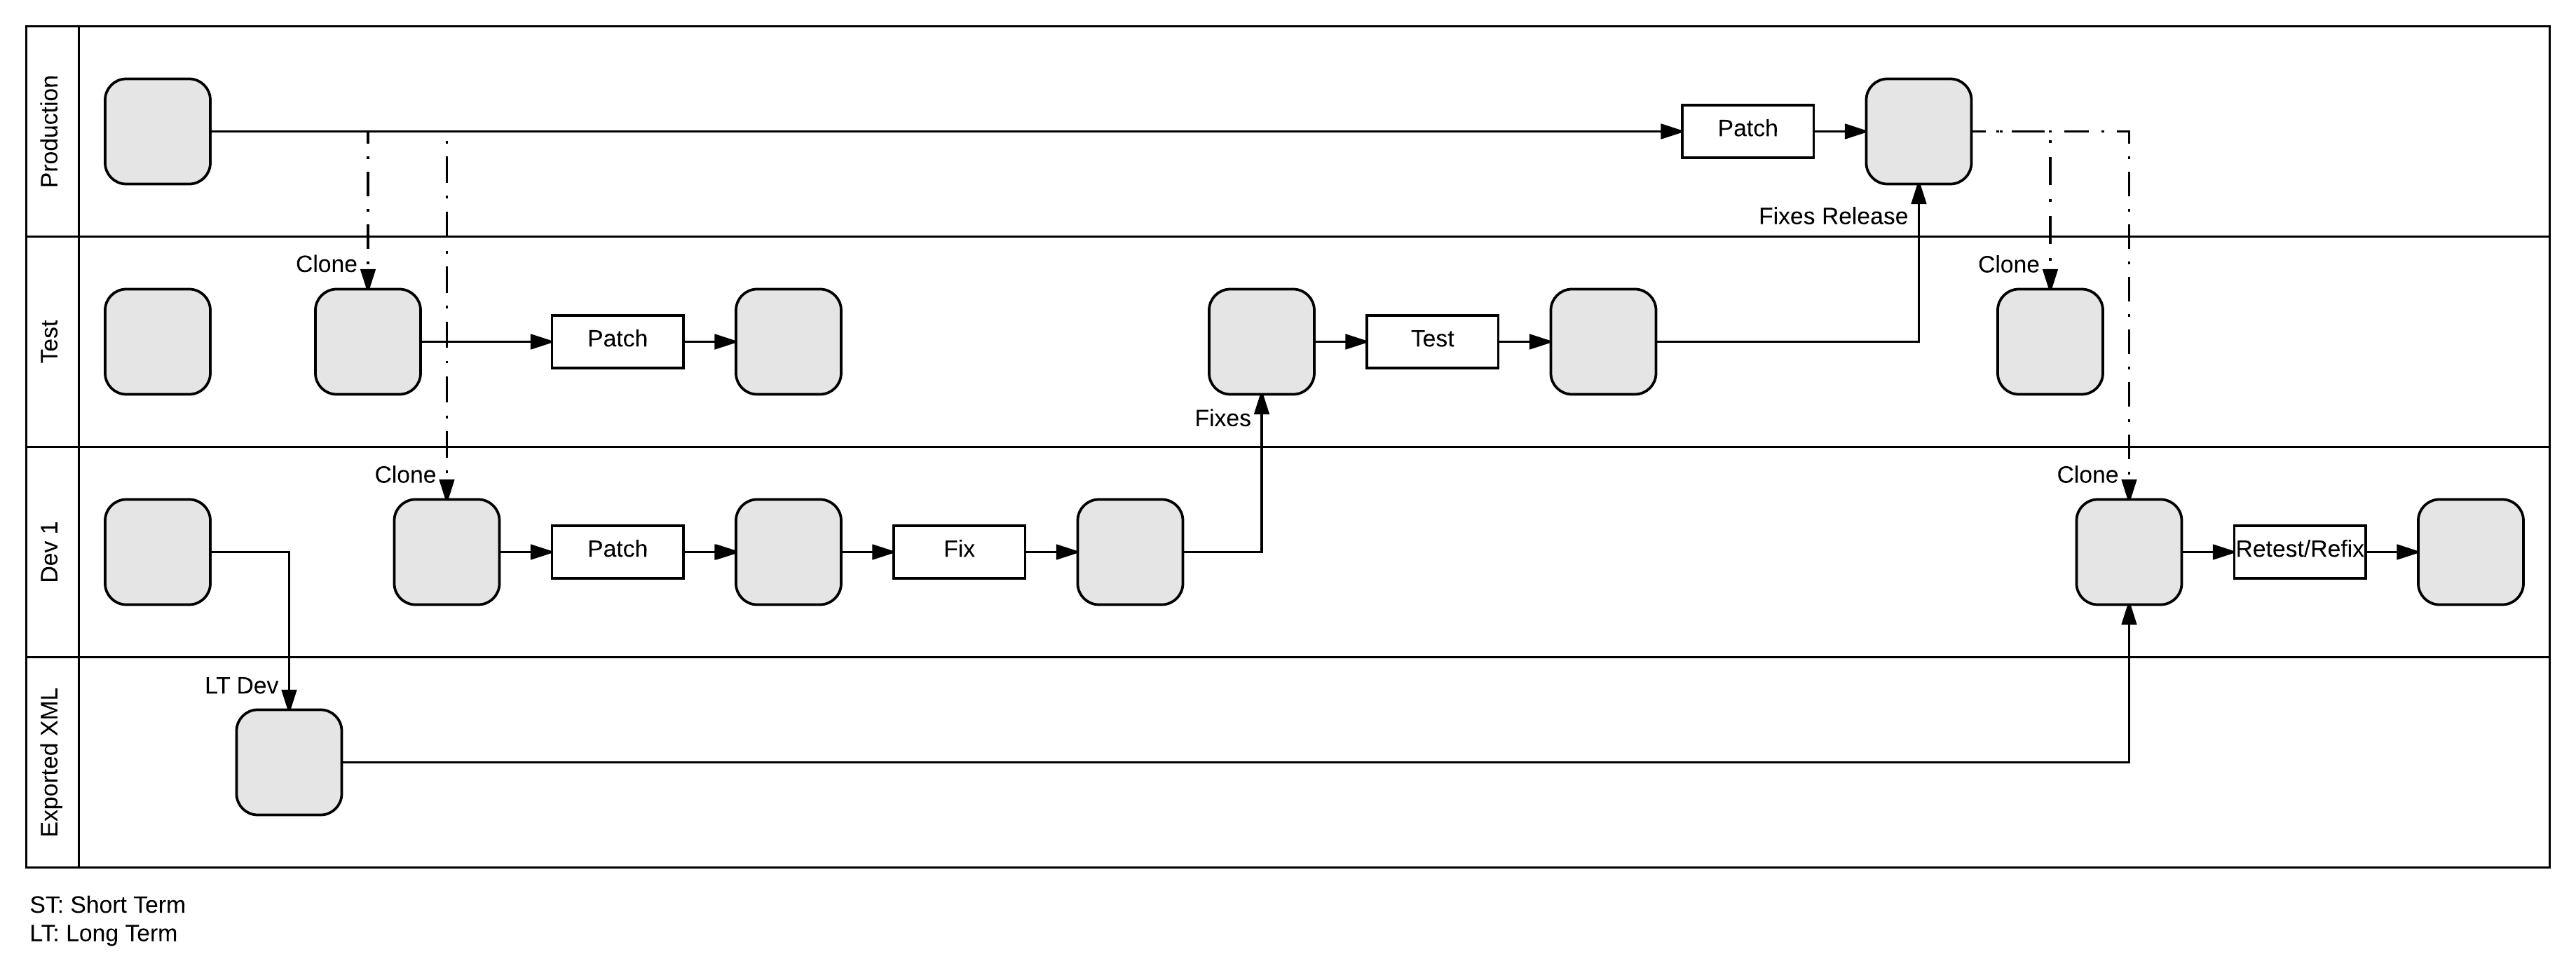 Production
Patch
Fixes Release
Test
Clone
Patch
Test
Clone
Fixes
Dev 1
Clone
Patch
Fix
Clone
Retest/Refix
Exported XML
LT Dev
ST: Short Term
LT: Long Term